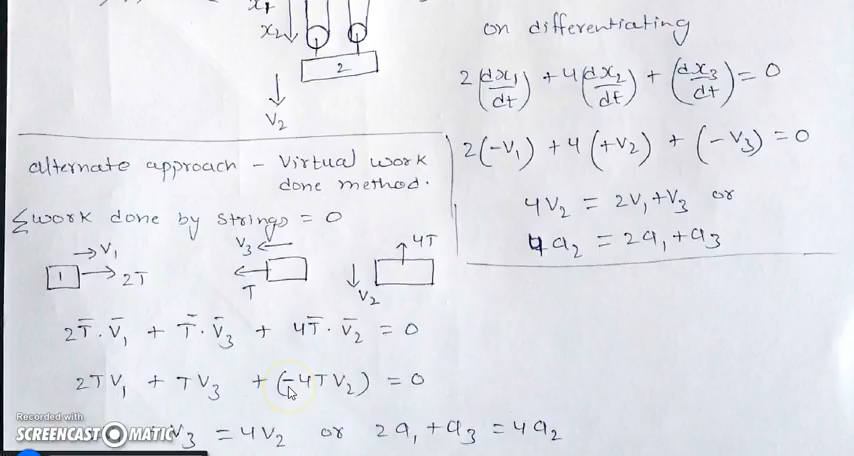 x1
x2
2
V2
on differentiating
2(dx1/dt) + 4(dx2/dt) + (dx3/dt) = 0
2(-V1) + 4(+V2) + (-V3) = 0
4V2 = 2V1 + V3 or
4a2 = 2a1 + a3
alternate approach - Virtual work
done method.
Σwork done by strings = 0
→V1
1 → 2T
V3 ←
T
↑4T
↓V2
2T̄.V̄1 + T̄.V̄3 + 4T̄.V̄2 = 0
2TV1 + TV3 + (-4TV2) = 0
V3 = 4V2 or 2a1 + a3 = 4a2
Recorded with
SCREENCAST-O-MATIC